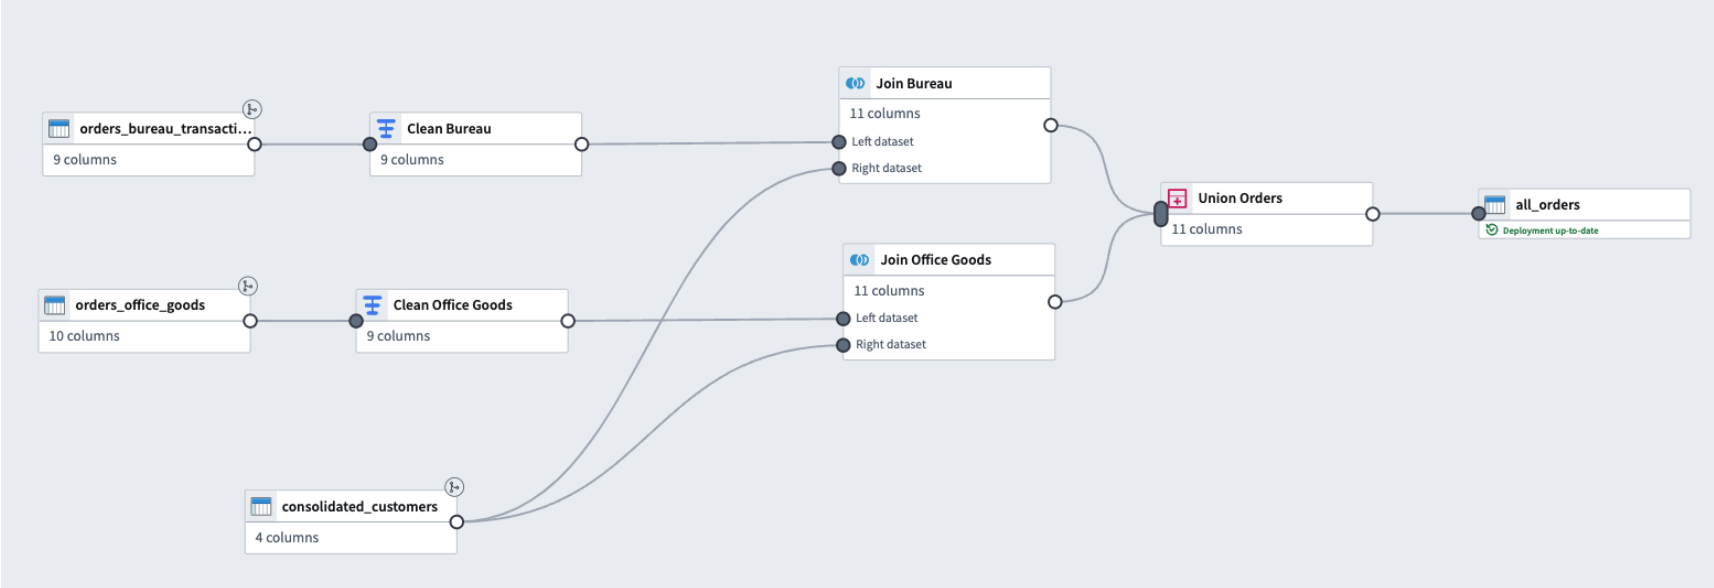 orders_bureau_transacti...
9 columns
Clean Bureau
9 columns
Join Bureau
11 columns
Left dataset
Right dataset
Union Orders
11 columns
all_orders
Deployment up-to-date
orders_office_goods
10 columns
Clean Office Goods
9 columns
Join Office Goods
11 columns
Left dataset
Right dataset
consolidated_customers
4 columns